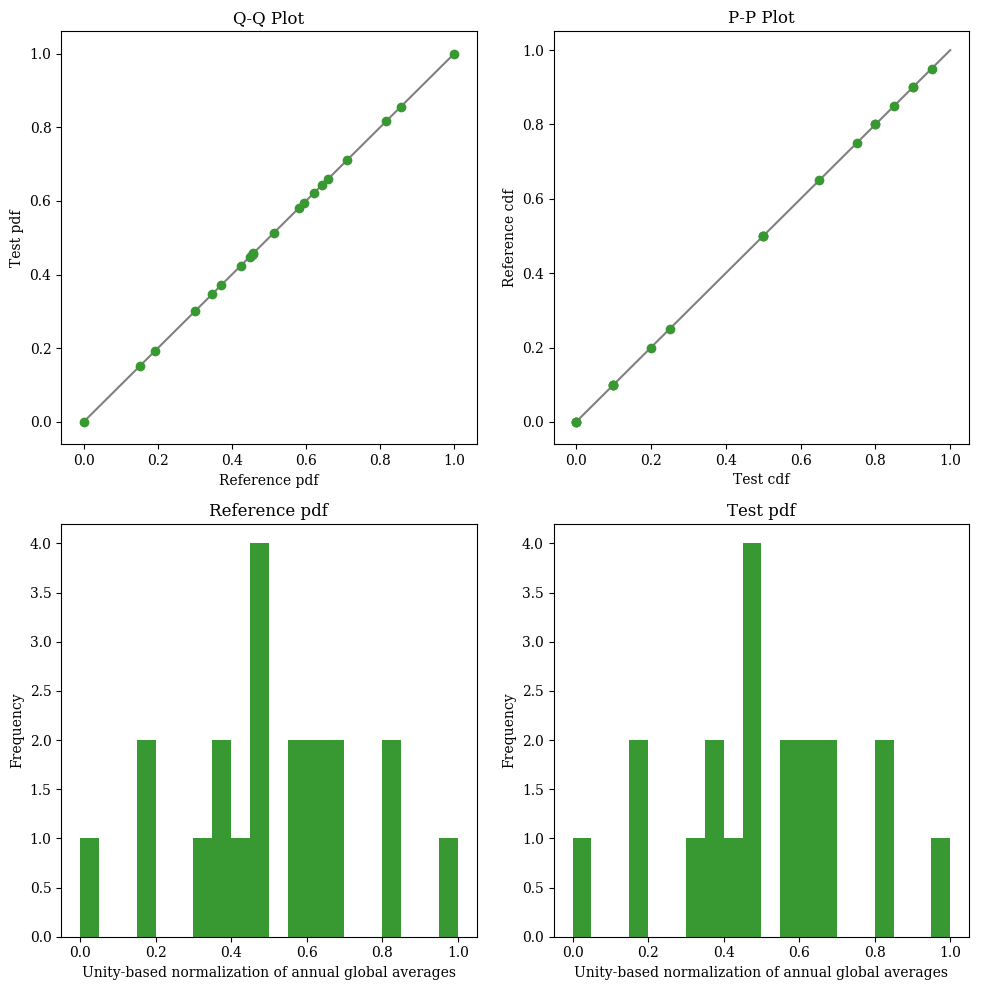 Q-Q Plot
1.0
0.8
0.6
0.4
0.2
0.0
Test pdf
0.0 0.2 0.4 0.6 0.8 1.0
Reference pdf
P-P Plot
1.0
0.8
0.6
0.4
0.2
0.0
Reference cdf
0.0 0.2 0.4 0.6 0.8 1.0
Test cdf
Reference pdf
4.0
3.5
3.0
2.5
2.0
1.5
1.0
0.5
0.0
Frequency
0.0 0.2 0.4 0.6 0.8 1.0
Unity-based normalization of annual global averages
Test pdf
4.0
3.5
3.0
2.5
2.0
1.5
1.0
0.5
0.0
Frequency
0.0 0.2 0.4 0.6 0.8 1.0
Unity-based normalization of annual global averages